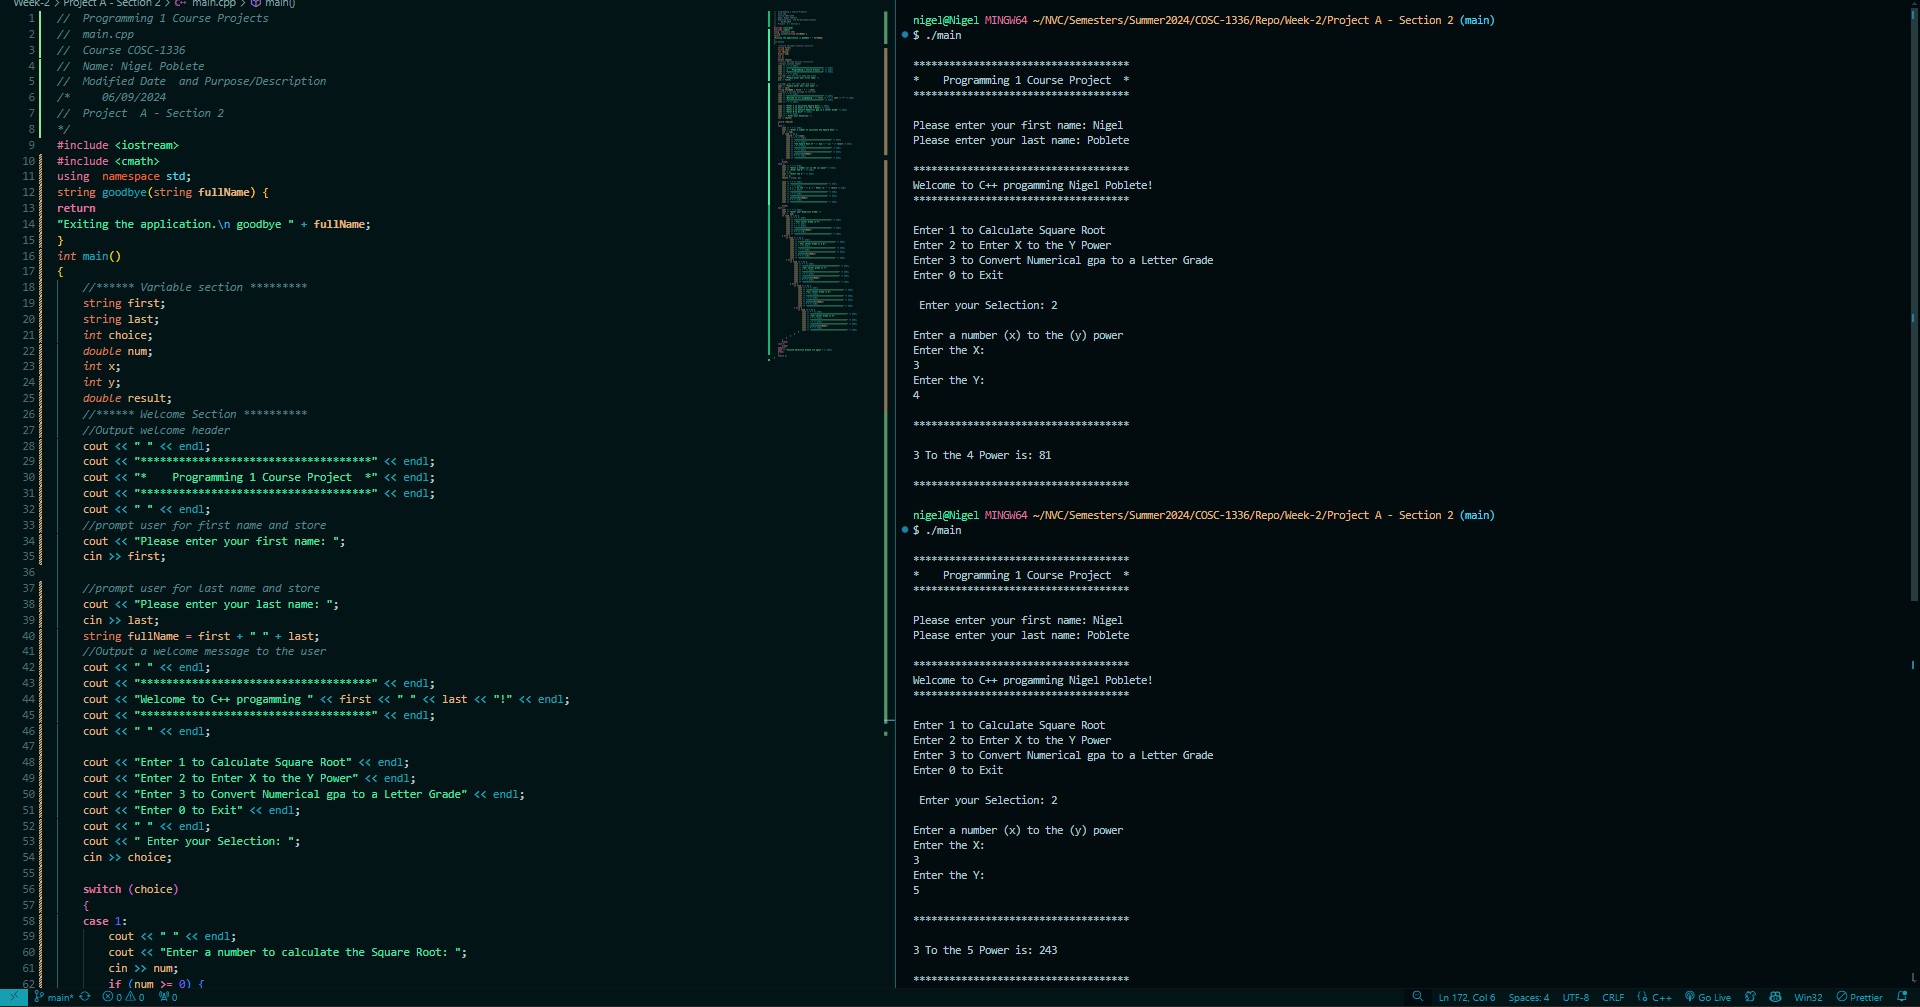 Week-2 > Project A - Section 2 > C++ main.cpp > main()
1 // Programming 1 Course Projects
2 // main.cpp
3 // Course COSC-1336
4 // Name: Nigel Poblete
5 // Modified Date  and Purpose/Description
6 /*     06/09/2024
7 // Project  A - Section 2
8 */
9 #include <iostream>
10 #include <cmath>
11 using  namespace std;
12 string goodbye(string fullName) {
13 return
14 "Exiting the application.\n goodbye " + fullName;
15 }
16 int main()
17 {
18     //****** Variable section *********
19     string first;
20     string last;
21     int choice;
22     double num;
23     int x;
24     int y;
25     double result;
26     //****** Welcome Section **********
27     //Output welcome header
28     cout << " " << endl;
29     cout << "************************************" << endl;
30     cout << "*    Programming 1 Course Project  *" << endl;
31     cout << "************************************" << endl;
32     cout << " " << endl;
33     //prompt user for first name and store
34     cout << "Please enter your first name: ";
35     cin >> first;
36
37     //prompt user for last name and store
38     cout << "Please enter your last name: ";
39     cin >> last;
40     string fullName = first + " " + last;
41     //Output a welcome message to the user
42     cout << " " << endl;
43     cout << "************************************" << endl;
44     cout << "Welcome to C++ progamming " << first << " " << last << "!" << endl;
45     cout << "************************************" << endl;
46     cout << " " << endl;
47
48     cout << "Enter 1 to Calculate Square Root" << endl;
49     cout << "Enter 2 to Enter X to the Y Power" << endl;
50     cout << "Enter 3 to Convert Numerical gpa to a Letter Grade" << endl;
51     cout << "Enter 0 to Exit" << endl;
52     cout << " " << endl;
53     cout << " Enter your Selection: ";
54     cin >> choice;
55
56     switch (choice)
57     {
58     case 1:
59         cout << " " << endl;
60         cout << "Enter a number to calculate the Square Root: ";
61         cin >> num;
62         if (num >= 0) {
nigel@Nigel MINGW64 ~/NVC/Semesters/Summer2024/COSC-1336/Repo/Week-2/Project A - Section 2 (main)
$ ./main
************************************
*    Programming 1 Course Project  *
************************************
Please enter your first name: Nigel
Please enter your last name: Poblete
************************************
Welcome to C++ progamming Nigel Poblete!
************************************
Enter 1 to Calculate Square Root
Enter 2 to Enter X to the Y Power
Enter 3 to Convert Numerical gpa to a Letter Grade
Enter 0 to Exit
 Enter your Selection: 2
Enter a number (x) to the (y) power
Enter the X:
3
Enter the Y:
4
************************************
3 To the 4 Power is: 81
************************************
nigel@Nigel MINGW64 ~/NVC/Semesters/Summer2024/COSC-1336/Repo/Week-2/Project A - Section 2 (main)
$ ./main
************************************
*    Programming 1 Course Project  *
************************************
Please enter your first name: Nigel
Please enter your last name: Poblete
************************************
Welcome to C++ progamming Nigel Poblete!
************************************
Enter 1 to Calculate Square Root
Enter 2 to Enter X to the Y Power
Enter 3 to Convert Numerical gpa to a Letter Grade
Enter 0 to Exit
 Enter your Selection: 2
Enter a number (x) to the (y) power
Enter the X:
3
Enter the Y:
5
************************************
3 To the 5 Power is: 243
************************************
main* 0 0 0 Ln 172, Col 6 Spaces: 4 UTF-8 CRLF {} C++ Go Live Win32 Prettier